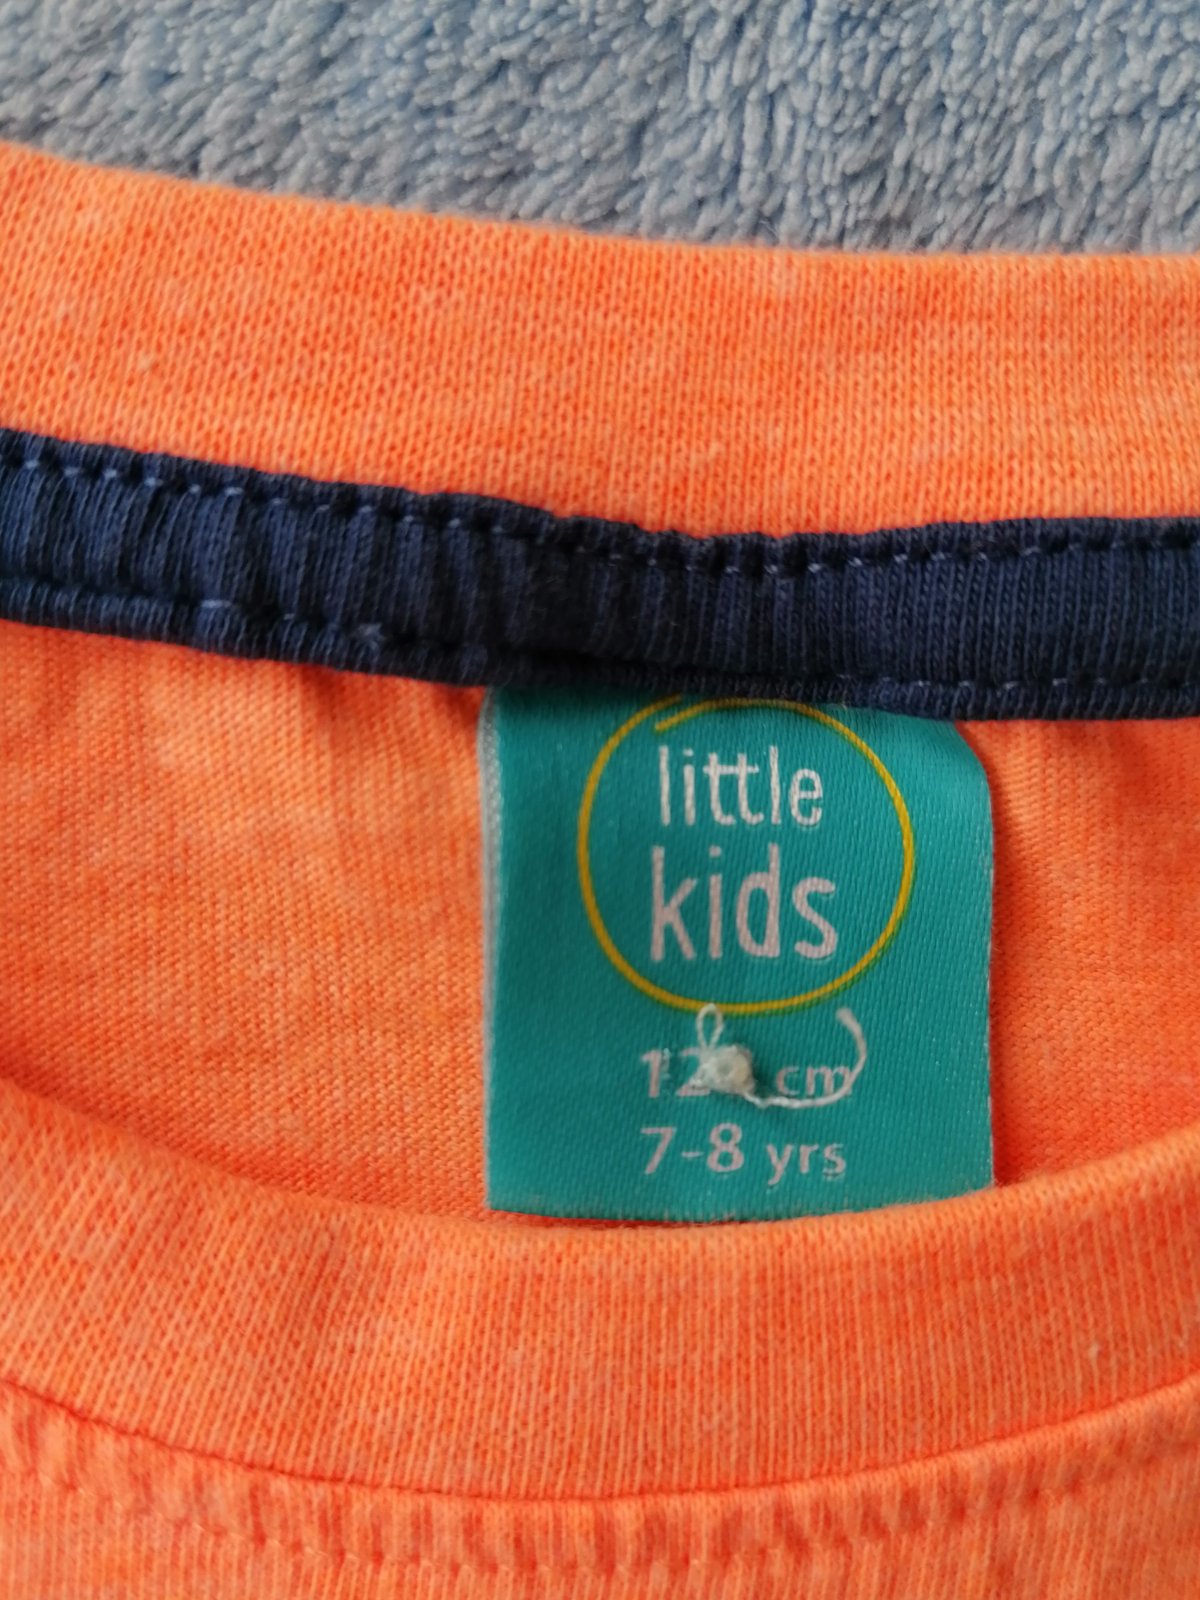 little
kids
cm
7-8 yrs